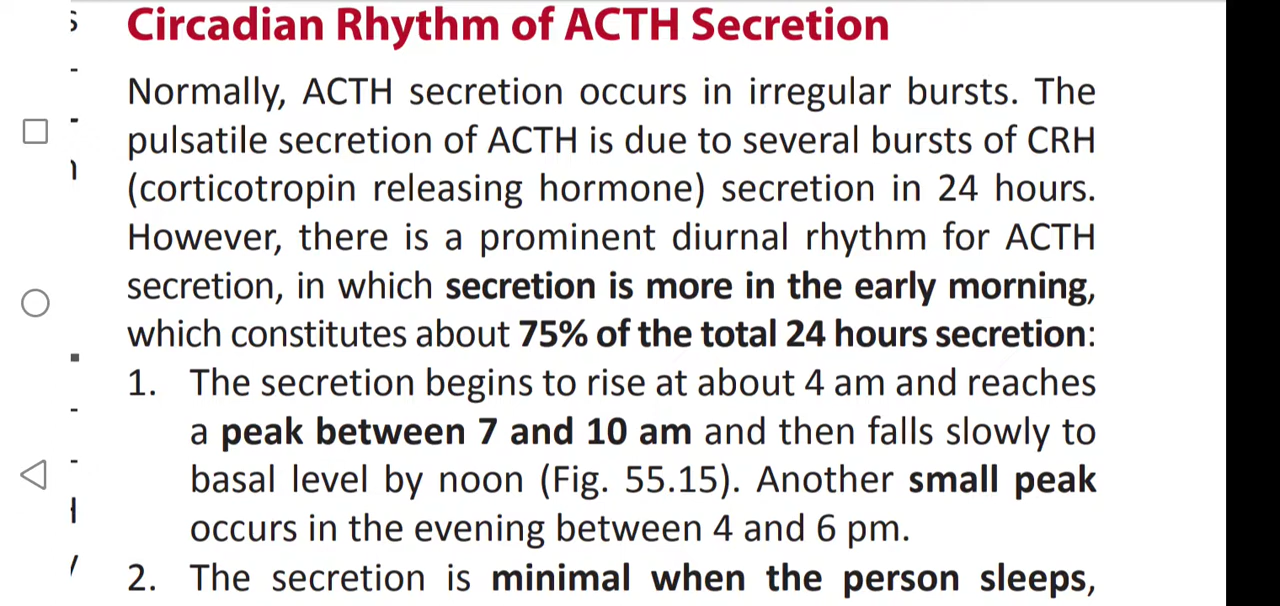 Circadian Rhythm of ACTH Secretion
Normally, ACTH secretion occurs in irregular bursts. The
pulsatile secretion of ACTH is due to several bursts of CRH
(corticotropin releasing hormone) secretion in 24 hours.
However, there is a prominent diurnal rhythm for ACTH
secretion, in which secretion is more in the early morning,
which constitutes about 75% of the total 24 hours secretion:
1. The secretion begins to rise at about 4 am and reaches
a peak between 7 and 10 am and then falls slowly to
basal level by noon (Fig. 55.15). Another small peak
occurs in the evening between 4 and 6 pm.
2. The secretion is minimal when the person sleeps,